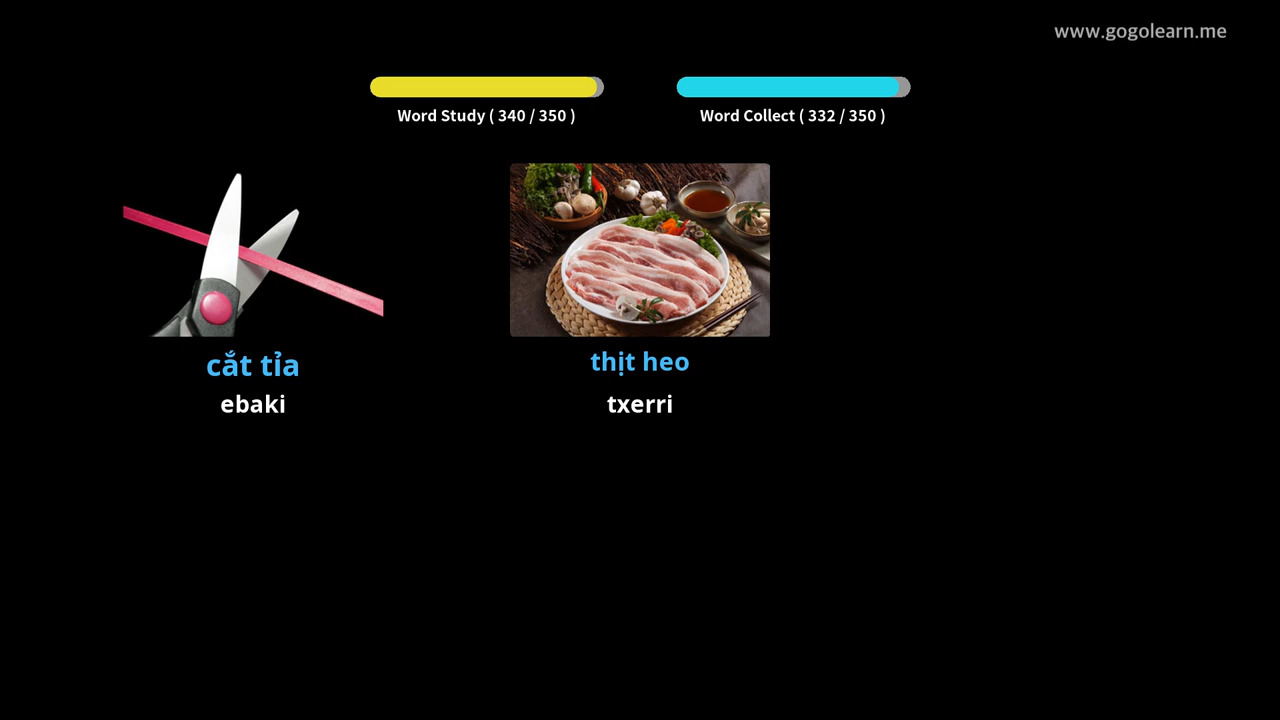 www.gogolearn.me
Word Study ( 340 / 350 )
Word Collect ( 332 / 350 )
cắt tỉa
ebaki
thịt heo
txerri